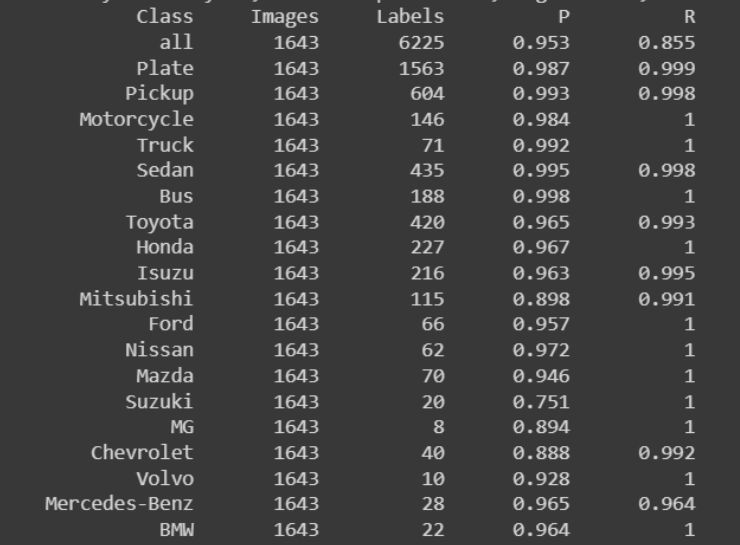 Class Images Labels P R
all 1643 6225 0.953 0.855
Plate 1643 1563 0.987 0.999
Pickup 1643 604 0.993 0.998
Motorcycle 1643 146 0.984 1
Truck 1643 71 0.992 1
Sedan 1643 435 0.995 0.998
Bus 1643 188 0.998 1
Toyota 1643 420 0.965 0.993
Honda 1643 227 0.967 1
Isuzu 1643 216 0.963 0.995
Mitsubishi 1643 115 0.898 0.991
Ford 1643 66 0.957 1
Nissan 1643 62 0.972 1
Mazda 1643 70 0.946 1
Suzuki 1643 20 0.751 1
MG 1643 8 0.894 1
Chevrolet 1643 40 0.888 0.992
Volvo 1643 10 0.928 1
Mercedes-Benz 1643 28 0.965 0.964
BMW 1643 22 0.964 1